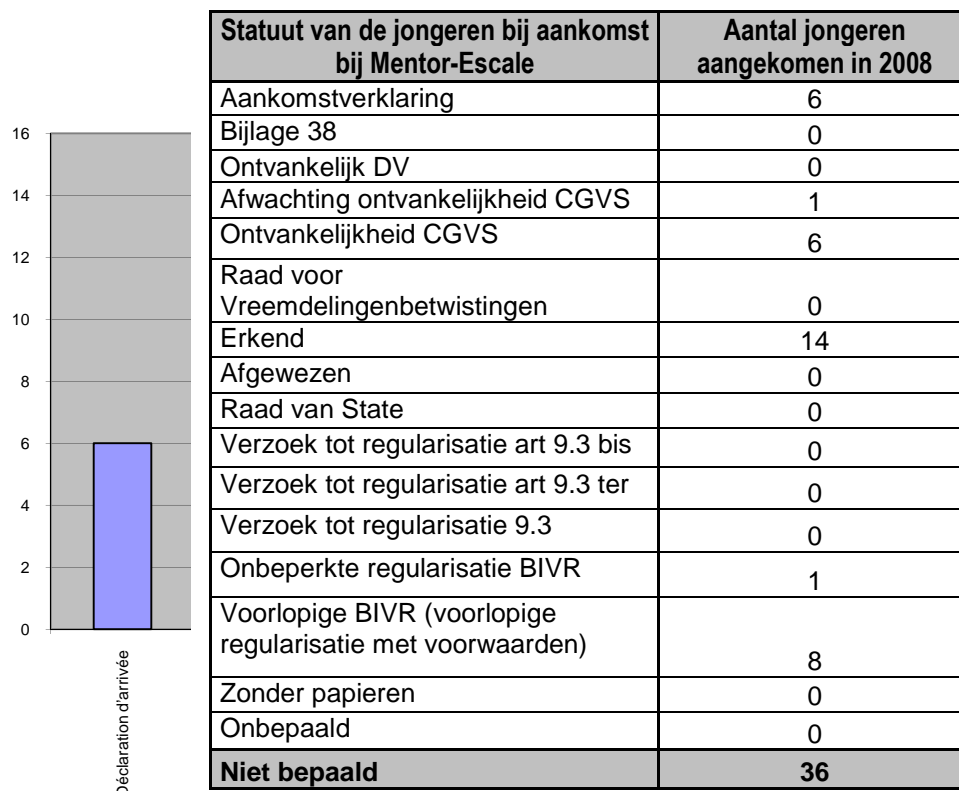 Statuut van de jongeren bij aankomst
bij Mentor-Escale
Aantal jongeren
aangekomen in 2008
Aankomstverklaring 6
Bijlage 38 0
Ontvankelijk DV 0
Afwachting ontvankelijkheid CGVS 1
Ontvankelijkheid CGVS 6
Raad voor
Vreemdelingenbetwistingen 0
Erkend 14
Afgewezen 0
Raad van State 0
Verzoek tot regularisatie art 9.3 bis 0
Verzoek tot regularisatie art 9.3 ter 0
Verzoek tot regularisatie 9.3 0
Onbeperkte regularisatie BIVR 1
Voorlopige BIVR (voorlopige
regularisatie met voorwaarden) 8
Zonder papieren 0
Onbepaald 0
Niet bepaald 36
16
14
12
10
8
6
4
2
0
Déclaration d'arrivée